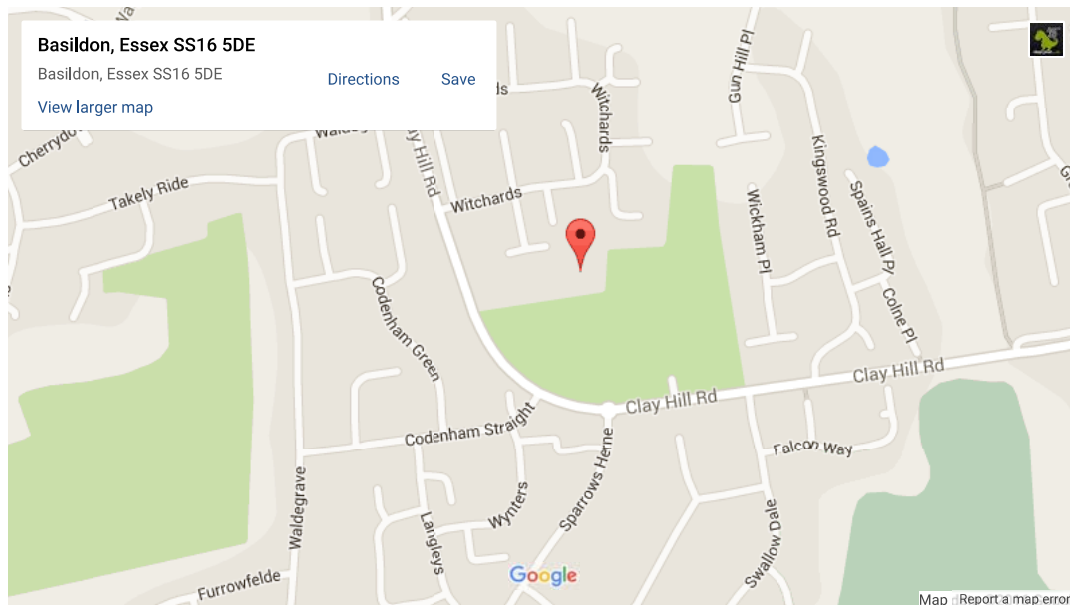 Basildon, Essex SS16 5DE
Basildon, Essex SS16 5DE
Directions
Save
View larger map
Gun Hill Pl
Witchards
Cherrydown
Clay Hill Rd
Kingswood Rd
Takely Ride
Witchards
Wickham Pl
Spains Hall Pl
Codenham Green
Colne Pl
Clay Hill Rd
Clay Hill Rd
Codenham Straight
Falcon Way
Waldegrave
Langleys
Wynters
Sparrows Herne
Swallow Dale
Furrowfelde
Google
Map
Report a map error